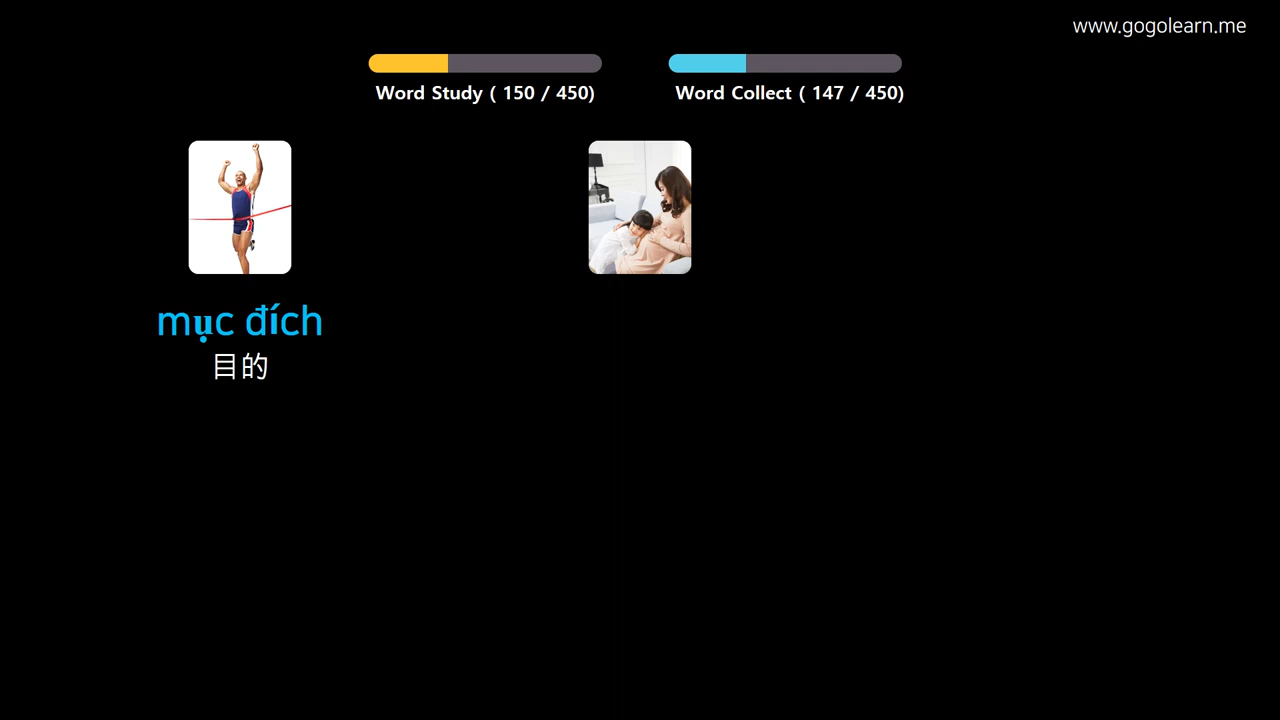 www.gogolearn.me
Word Study ( 150 / 450)
Word Collect ( 147 / 450)
mục đích
目的